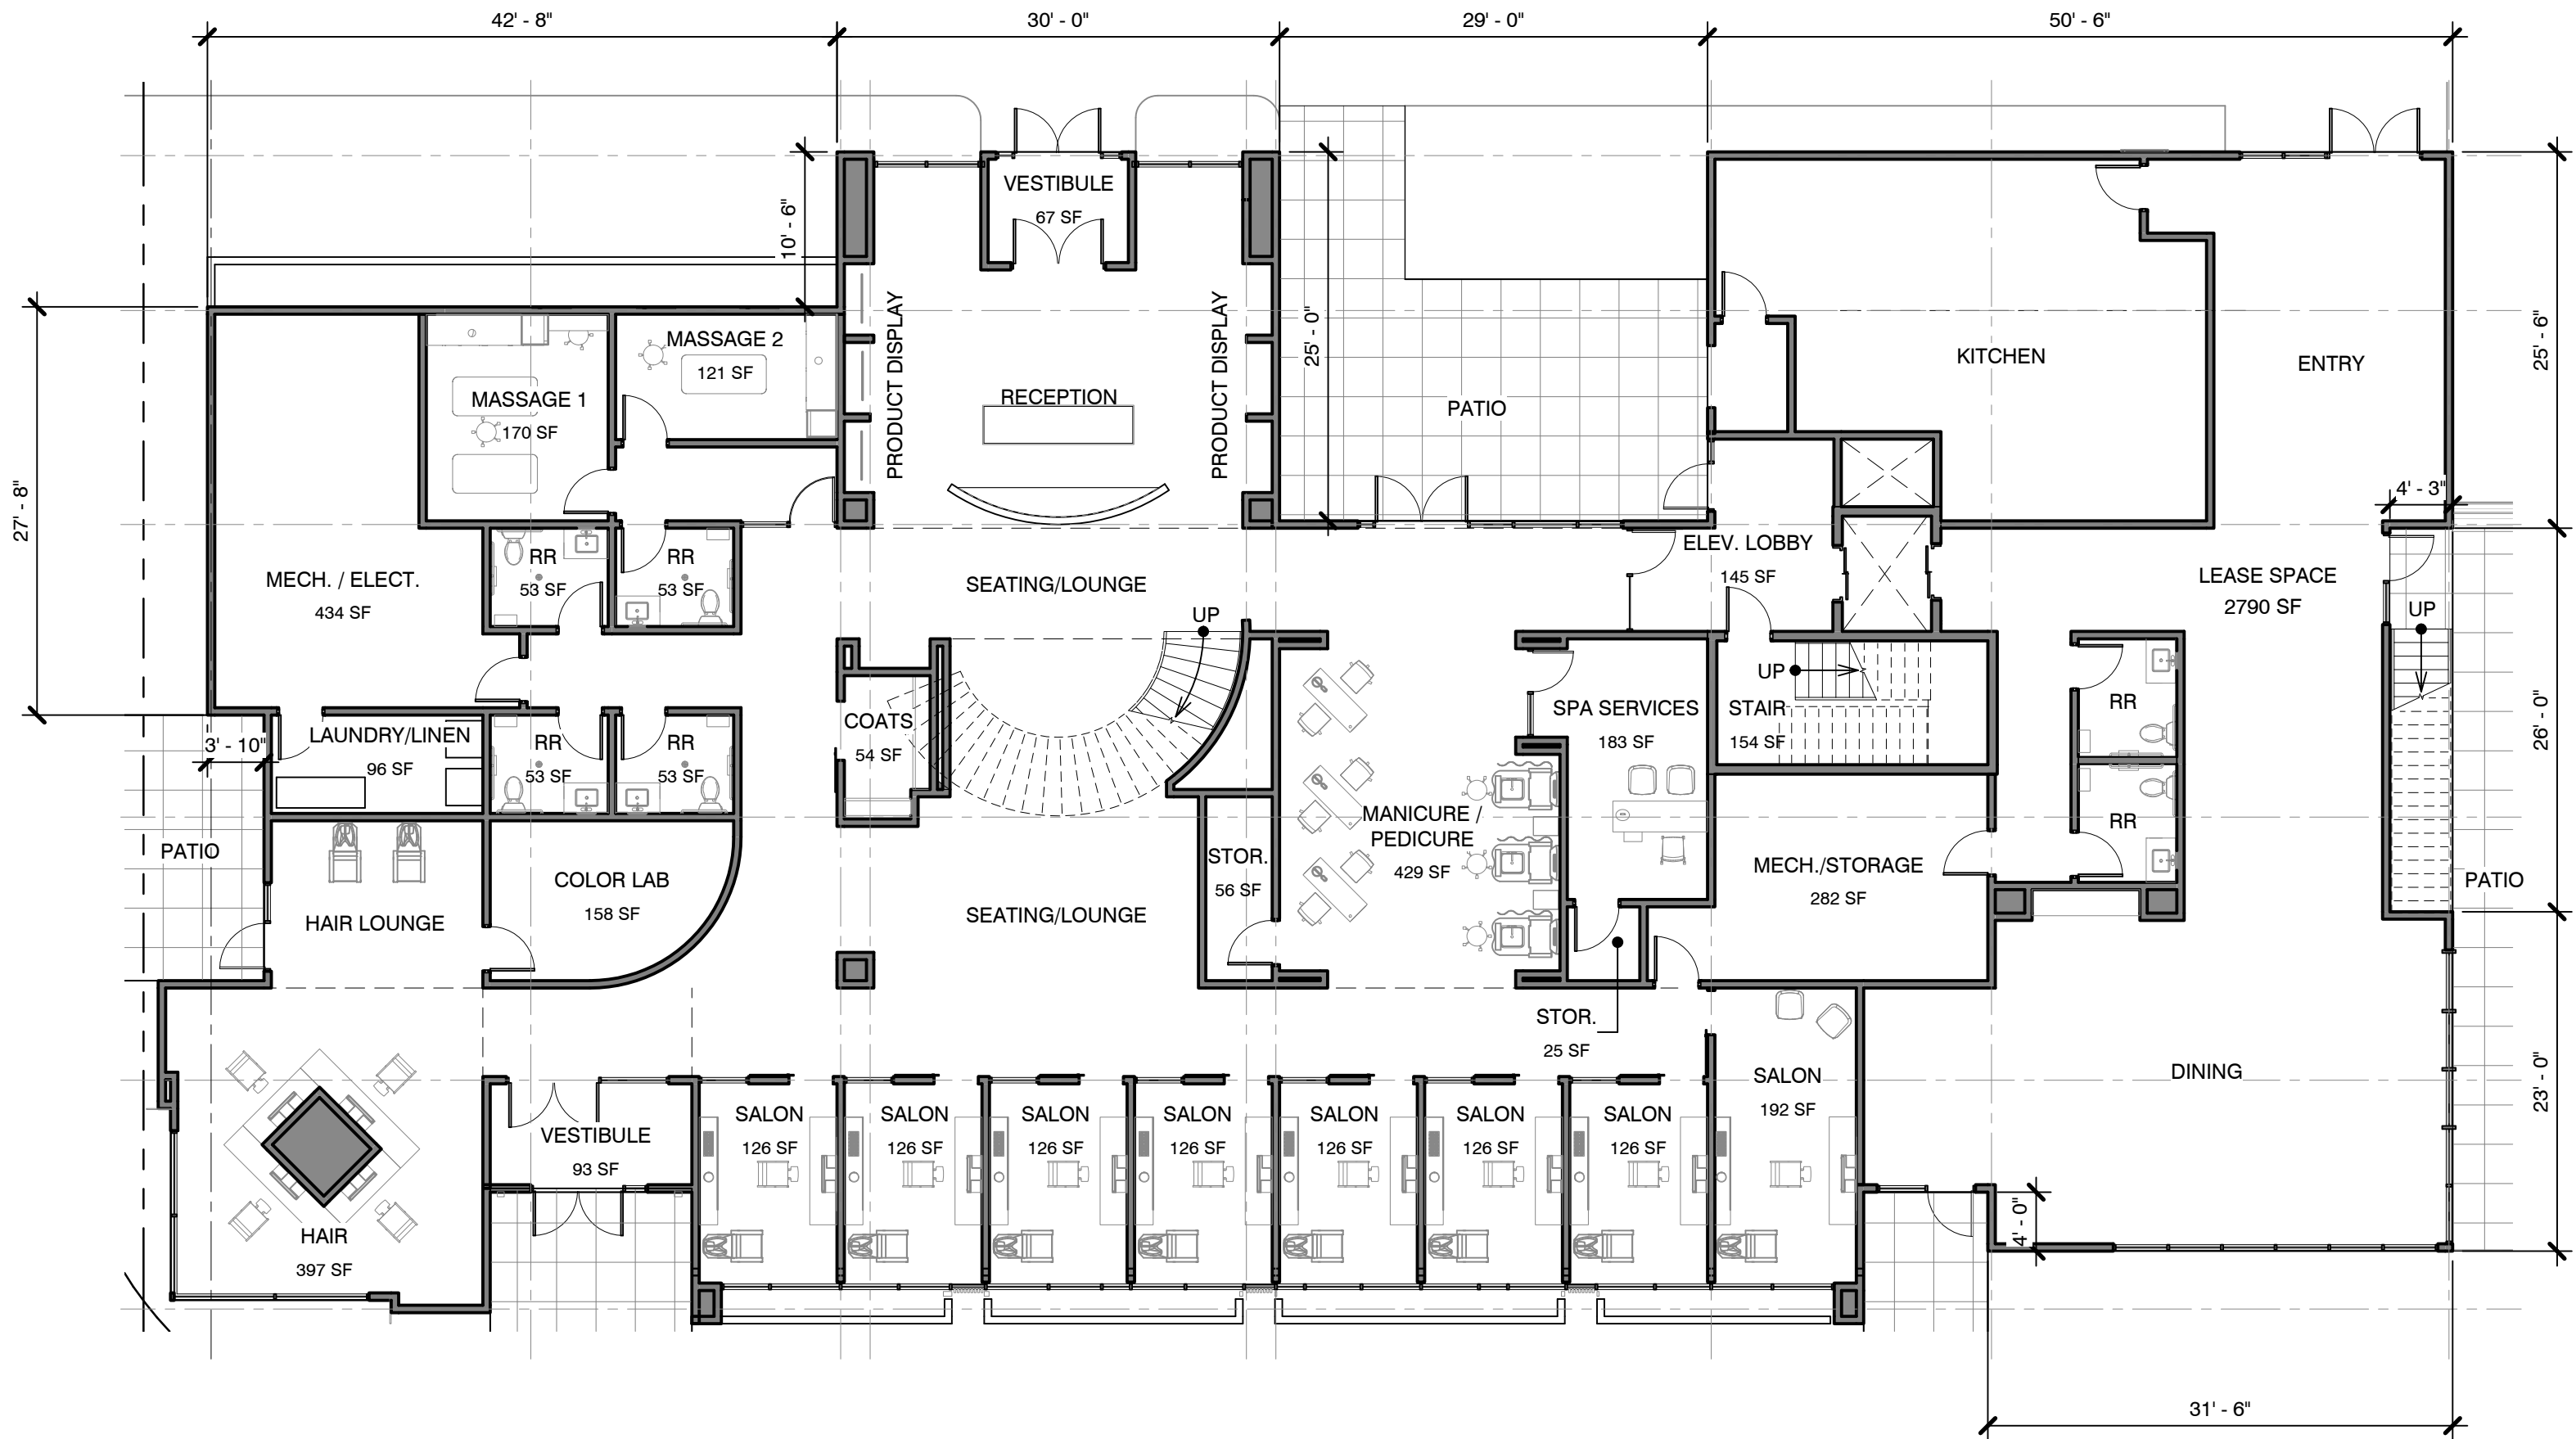 42' - 8"
30' - 0"
29' - 0"
50' - 6"
VESTIBULE
67 SF
10' - 6"
25' - 0"
25' - 6"
27' - 8"
MASSAGE 1
170 SF
MASSAGE 2
121 SF
PRODUCT DISPLAY
RECEPTION
PRODUCT DISPLAY
PATIO
KITCHEN
ENTRY
4' - 3"
MECH. / ELECT.
434 SF
RR
53 SF
RR
53 SF
SEATING/LOUNGE
UP
ELEV. LOBBY
145 SF
LEASE SPACE
2790 SF
UP
3' - 10"
LAUNDRY/LINEN
96 SF
RR
53 SF
RR
53 SF
COATS
54 SF
SPA SERVICES
183 SF
UP
STAIR
154 SF
RR
26' - 0"
PATIO
HAIR LOUNGE
COLOR LAB
158 SF
SEATING/LOUNGE
STOR.
56 SF
MANICURE /
PEDICURE
429 SF
MECH./STORAGE
282 SF
RR
PATIO
STOR.
25 SF
HAIR
397 SF
VESTIBULE
93 SF
SALON
126 SF
SALON
126 SF
SALON
126 SF
SALON
126 SF
SALON
126 SF
SALON
126 SF
SALON
126 SF
SALON
192 SF
DINING
23' - 0"
4' - 0"
31' - 6"